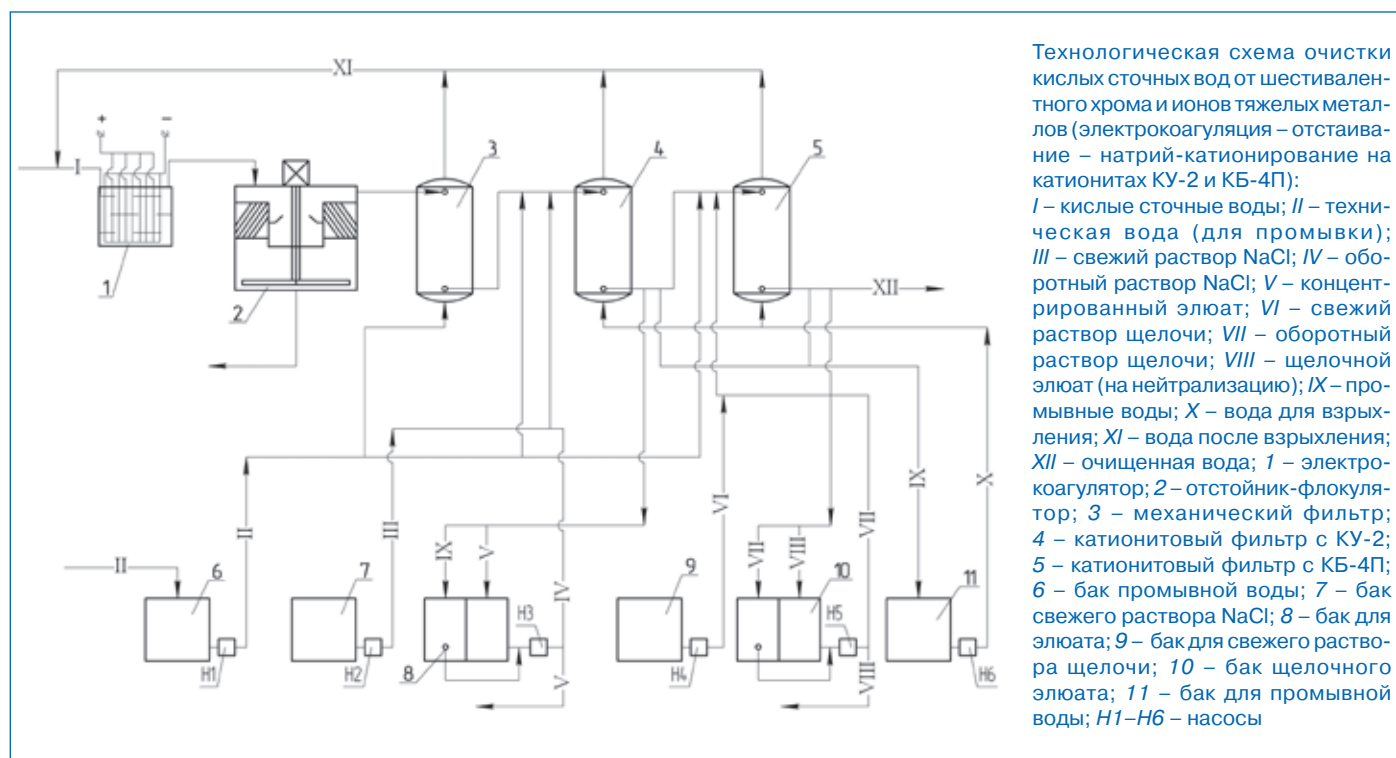 XI
+ −
I
1
2
3
4
5
XII
II
III
IX
V
IV
VI
VII
VIII
VII
IX
X
II
6
7
8
9
10
11
Н1
Н2
Н3
Н4
Н5
Н6
V
VIII
Технологическая схема очистки
кислых сточных вод от шестивален-
тного хрома и ионов тяжелых метал-
лов (электрокоагуляция – отстаива-
ние – натрий-катионирование на
катионитах КУ-2 и КБ-4П):
I – кислые сточные воды; II – техни-
ческая вода (для промывки);
III – свежий раствор NaCl; IV – обо-
ротный раствор NaCl; V – концент-
рированный элюат; VI – свежий
раствор щелочи; VII – оборотный
раствор щелочи; VIII – щелочной
элюат (на нейтрализацию); IX – про-
мывные воды; X – вода для взрых-
ления; XI – вода после взрыхления;
XII – очищенная вода; 1 – электро-
коагулятор; 2 – отстойник-флокуля-
тор; 3 – механический фильтр;
4 – катионитовый фильтр с КУ-2;
5 – катионитовый фильтр с КБ-4П;
6 – бак промывной воды; 7 – бак
свежего раствора NaCl; 8 – бак для
элюата; 9 – бак для свежего раство-
ра щелочи; 10 – бак щелочного
элюата; 11 – бак для промывной
воды; Н1–Н6 – насосы